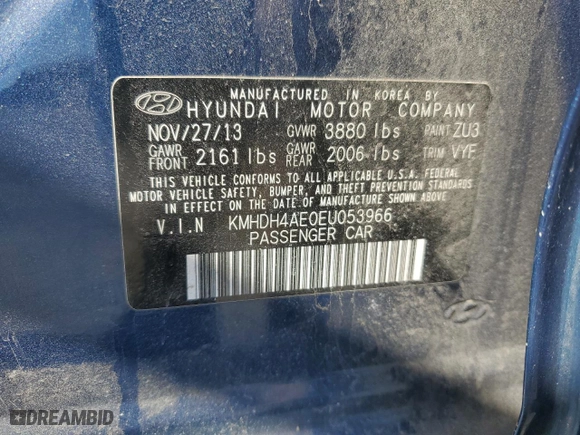 MANUFACTURED IN KOREA BY
HYUNDAI MOTOR COMPANY
NOV/27/13 GVWR 3880 lbs PAINT ZU3
GAWR FRONT 2161 lbs GAWR REAR 2006 lbs TRIM VYF
THIS VEHICLE CONFORMS TO ALL APPLICABLE U.S.A. FEDERAL
MOTOR VEHICLE SAFETY, BUMPER, AND THEFT PREVENTION STANDARDS
IN EFFECT ON THE DATE OF MANUFACTURE SHOWN ABOVE.
V.I.N KMHDH4AE0EU053966
PASSENGER CAR
DREAMBID